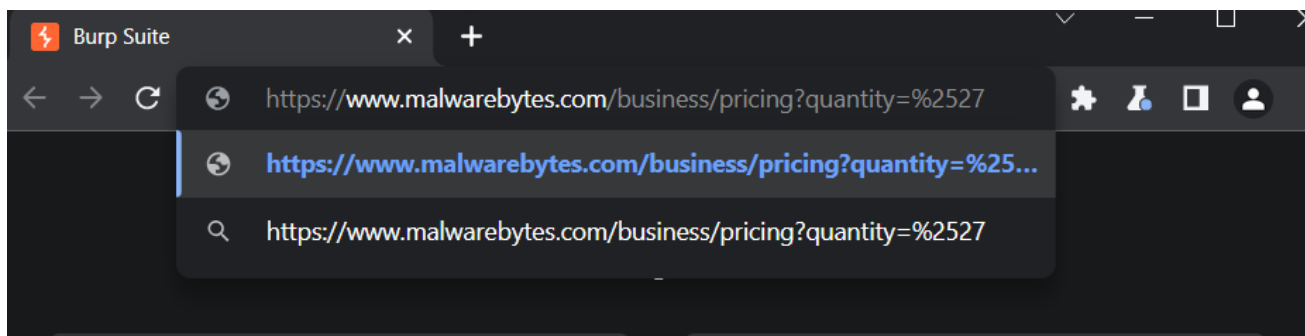 Burp Suite
https://www.malwarebytes.com/business/pricing?quantity=%2527
https://www.malwarebytes.com/business/pricing?quantity=%25...
https://www.malwarebytes.com/business/pricing?quantity=%2527